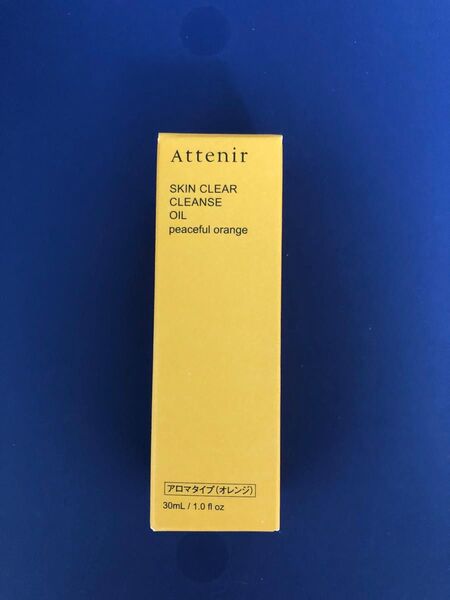 Attenir
SKIN CLEAR
CLEANSE
OIL
peaceful orange
アロマタイプ(オレンジ)
30mL / 1.0 fl oz